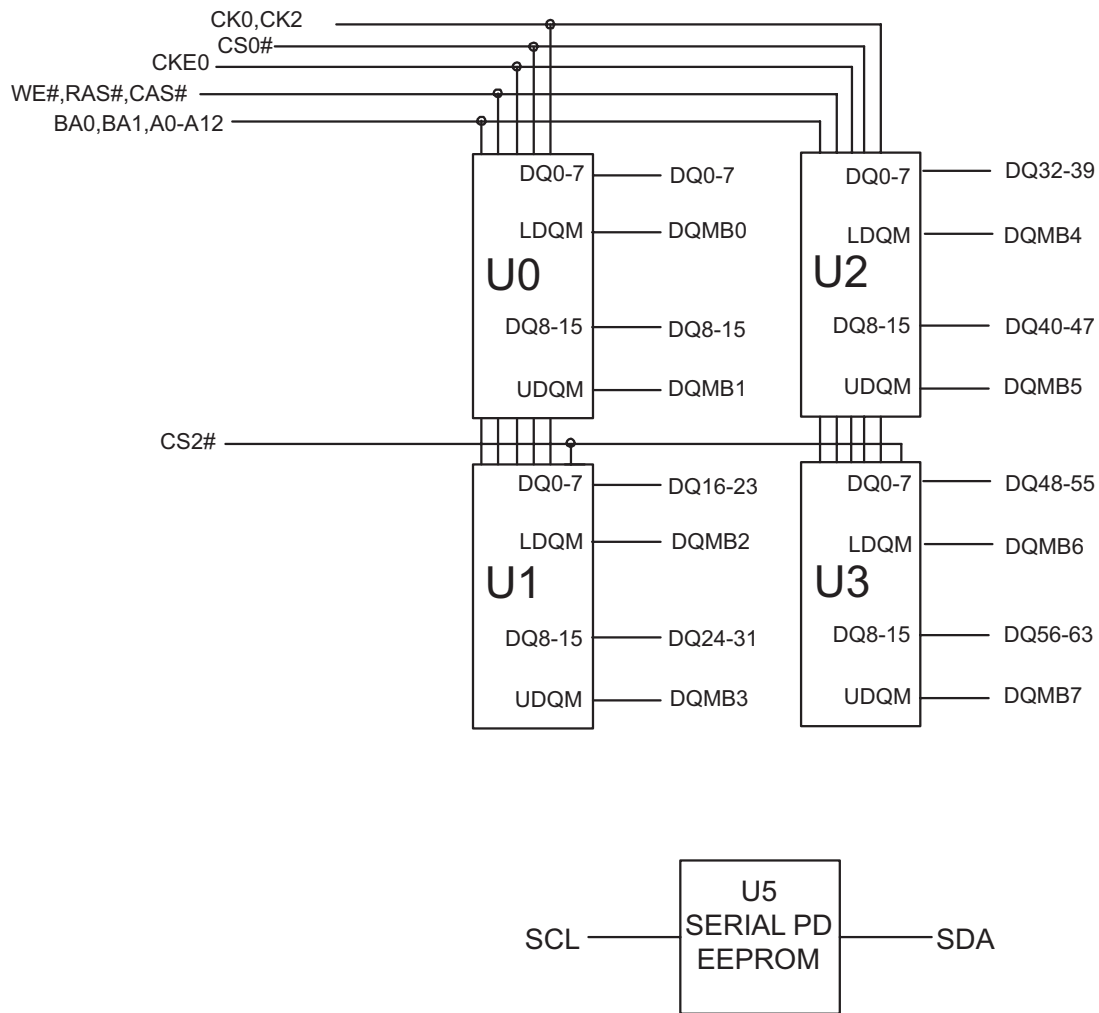 CK0,CK2
CS0#
CKE0
WE#,RAS#,CAS#
BA0,BA1,A0-A12
DQ0-7
DQ0-7
LDQM
DQMB0
U0
DQ8-15
DQ8-15
UDQM
DQMB1
DQ0-7
DQ32-39
LDQM
DQMB4
U2
DQ8-15
DQ40-47
UDQM
DQMB5
CS2#
DQ0-7
DQ16-23
LDQM
DQMB2
U1
DQ8-15
DQ24-31
UDQM
DQMB3
DQ0-7
DQ48-55
LDQM
DQMB6
U3
DQ8-15
DQ56-63
UDQM
DQMB7
SCL
U5
SERIAL PD
EEPROM
SDA